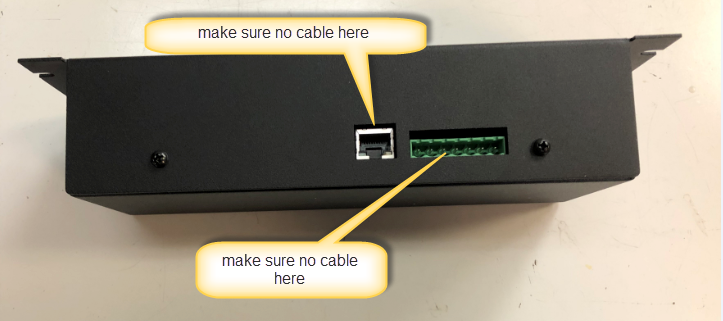 make sure no cable here
make sure no cable
here